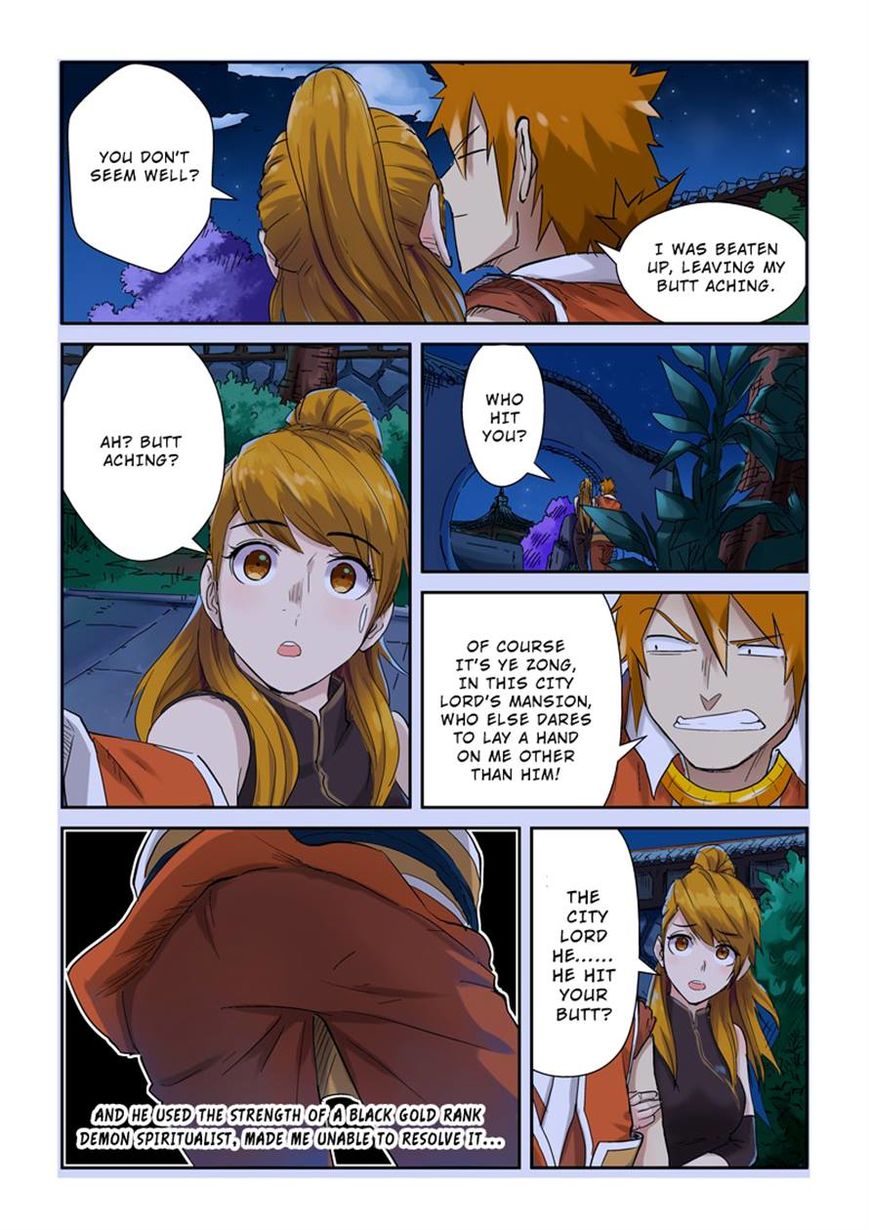 YOU DON'T
SEEM WELL?
I WAS BEATEN
UP, LEAVING MY
BUTT ACHING.
AH? BUTT
ACHING?
WHO
HIT
YOU?
OF COURSE
IT'S YE ZONG,
IN THIS CITY
LORD'S MANSION,
WHO ELSE DARES
TO LAY A HAND
ON ME OTHER
THAN HIM!
AND HE USED THE STRENGTH OF A BLACK GOLD RANK
DEMON SPIRITUALIST, MADE ME UNABLE TO RESOLVE IT...
THE
CITY
LORD
HE......
HE HIT
YOUR
BUTT?